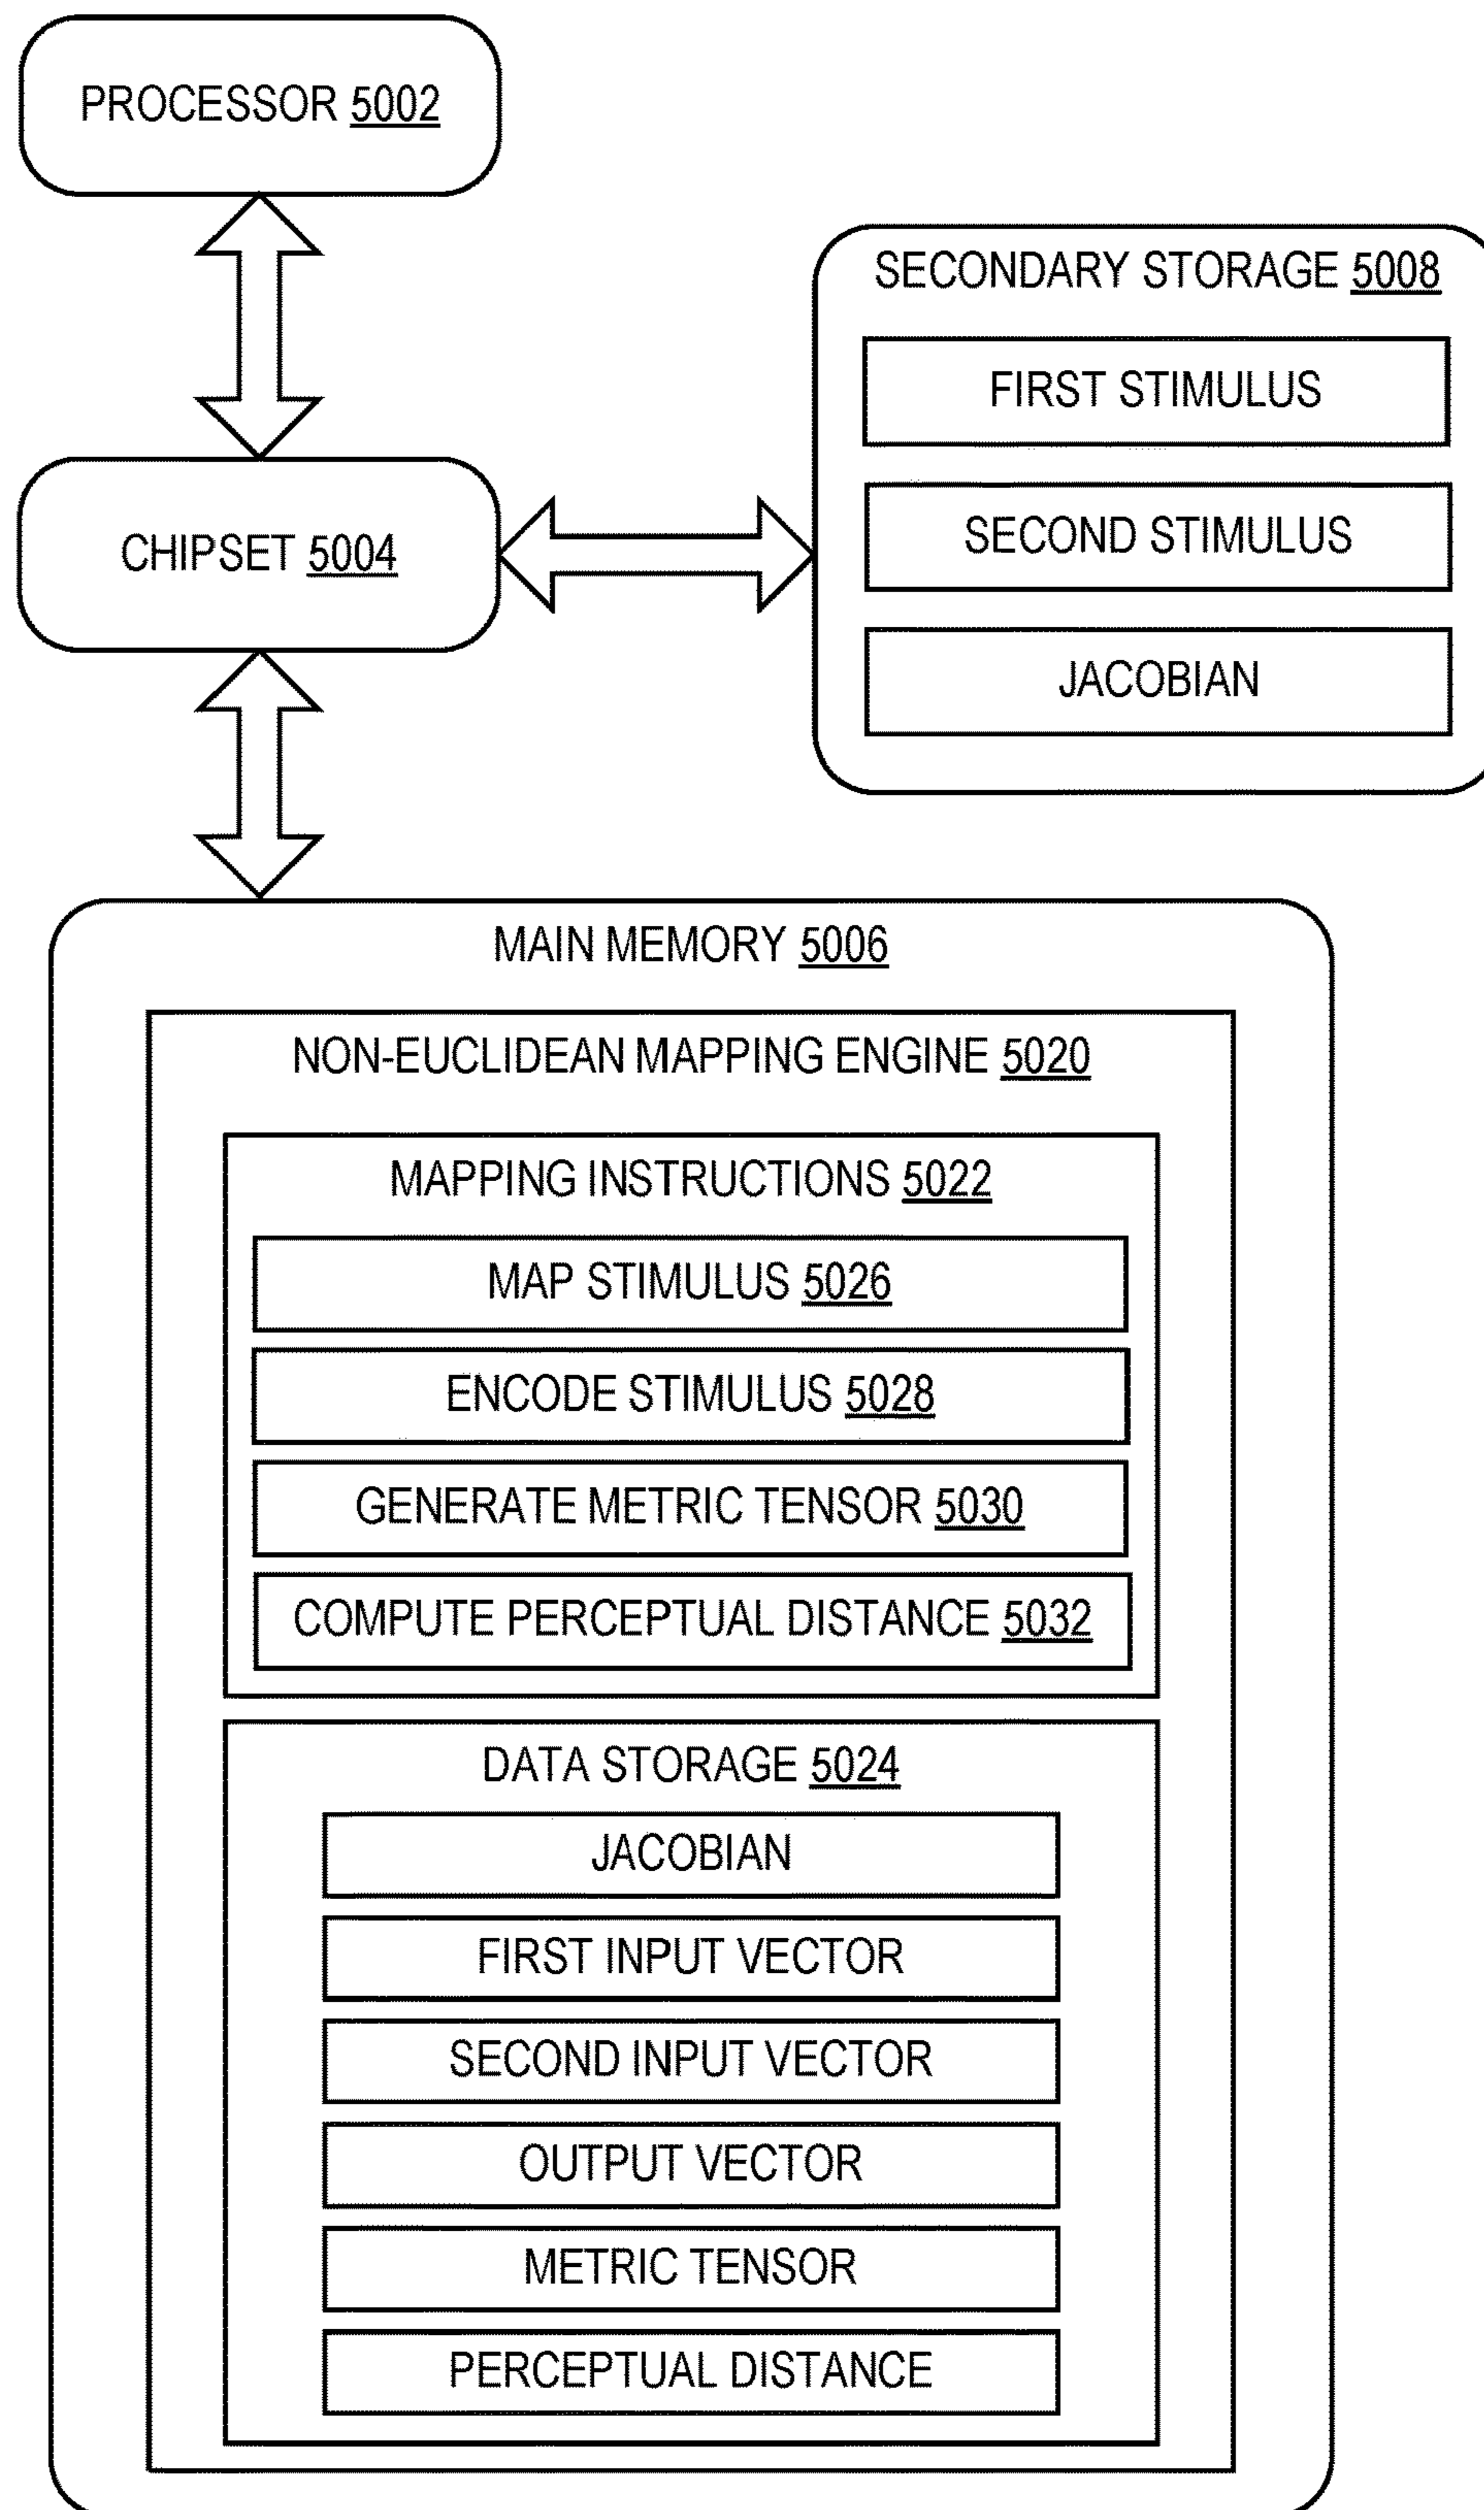 PROCESSOR 5002
SECONDARY STORAGE 5008
FIRST STIMULUS
SECOND STIMULUS
JACOBIAN
CHIPSET 5004
MAIN MEMORY 5006
NON-EUCLIDEAN MAPPING ENGINE 5020
MAPPING INSTRUCTIONS 5022
MAP STIMULUS 5026
ENCODE STIMULUS 5028
GENERATE METRIC TENSOR 5030
COMPUTE PERCEPTUAL DISTANCE 5032
DATA STORAGE 5024
JACOBIAN
FIRST INPUT VECTOR
SECOND INPUT VECTOR
OUTPUT VECTOR
METRIC TENSOR
PERCEPTUAL DISTANCE